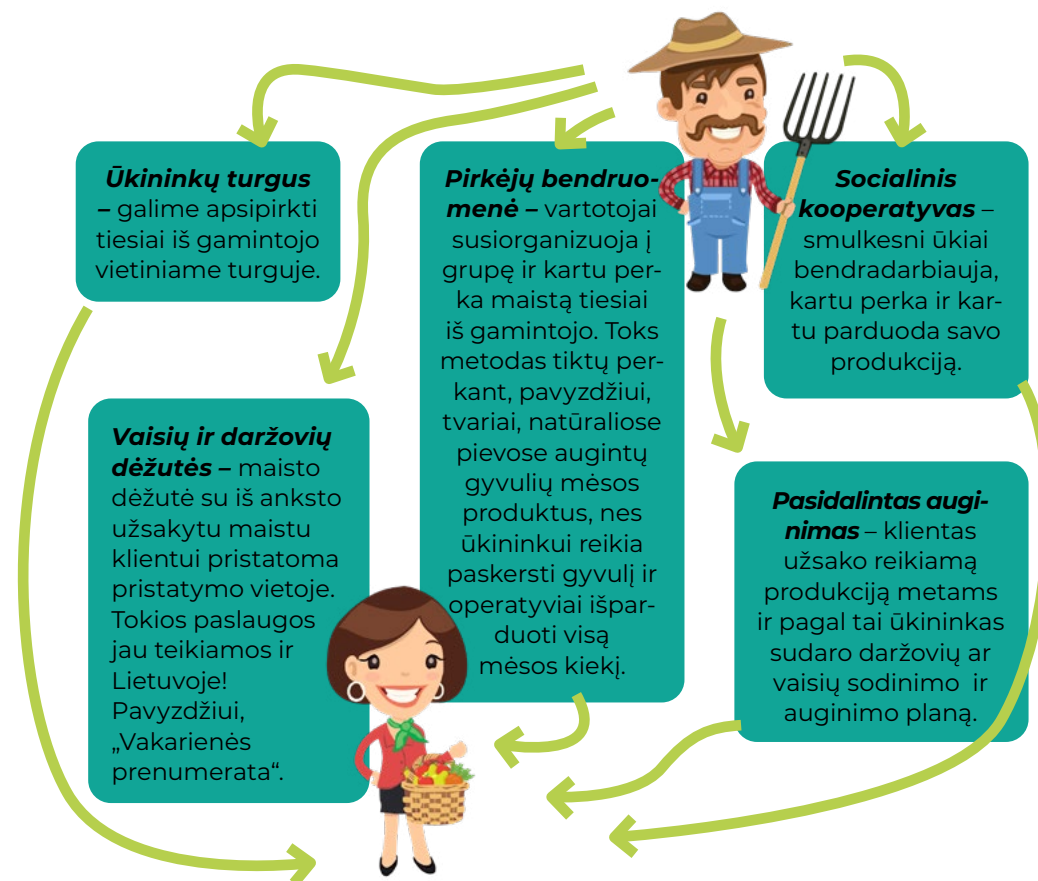 Ūkininkų turgus
– galime apsipirkti
tiesiai iš gamintojo
vietiniame turguje.
Pirkėjų bendruo-
menė – vartotojai
susiorganizuoja į
grupę ir kartu per-
ka maistą tiesiai
iš gamintojo. Toks
metodas tiktų per-
kant, pavyzdžiui,
tvariai, natūraliose
pievose augintų
gyvulių mėsos
produktus, nes
ūkininkui reikia
paskersti gyvulį ir
operatyviai išpar-
duoti visą
mėsos kiekį.
Socialinis
kooperatyvas –
smulkesni ūkiai
bendradarbiauja,
kartu perka ir kar-
tu parduoda savo
produkciją.
Vaisių ir daržovių
dėžutės – maisto
dėžutė su iš anksto
užsakytu maistu
klientui pristatoma
pristatymo vietoje.
Tokios paslaugos
jau teikiamos ir
Lietuvoje!
Pavyzdžiui,
„Vakarienės
prenumerata“.
Pasidalintas augi-
nimas – klientas
užsako reikiamą
produkciją metams
ir pagal tai ūkininkas
sudaro daržovių ar
vaisių sodinimo ir
auginimo planą.